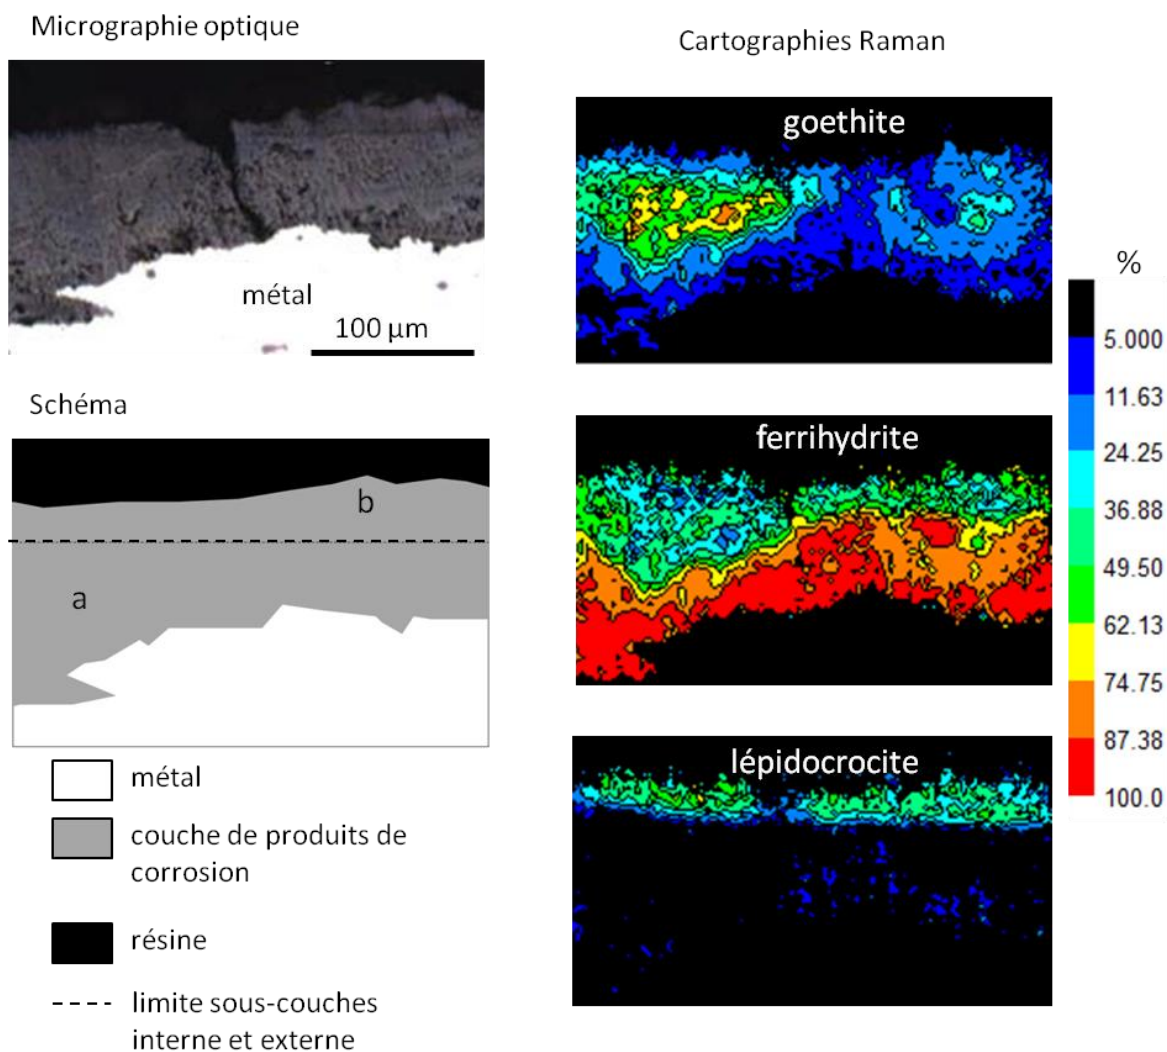 Micrographie optique
métal
100 µm
Schéma
b
a
métal
couche de produits de
corrosion
résine
limite sous-couches
interne et externe
Cartographies Raman
goethite
ferrihydrite
lépidocrocite
%
5.000
11.63
24.25
36.88
49.50
62.13
74.75
87.38
100.0